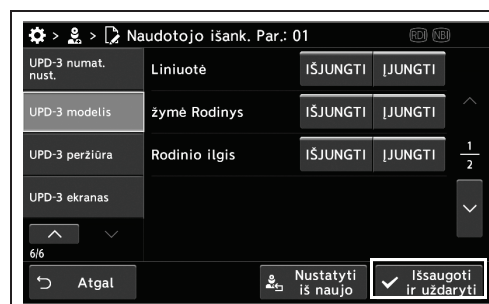 > > Naudotojo išank. Par.: 01 RDI NBI
UPD-3 numat.
nust.
UPD-3 modelis
UPD-3 peržiūra
UPD-3 ekranas
6/6
Liniuotė IŠJUNGTI ĮJUNGTI
žymė Rodinys IŠJUNGTI ĮJUNGTI
Rodinio ilgis IŠJUNGTI ĮJUNGTI
1
2
Atgal
Nustatyti
iš naujo
Išsaugoti
ir uždaryti